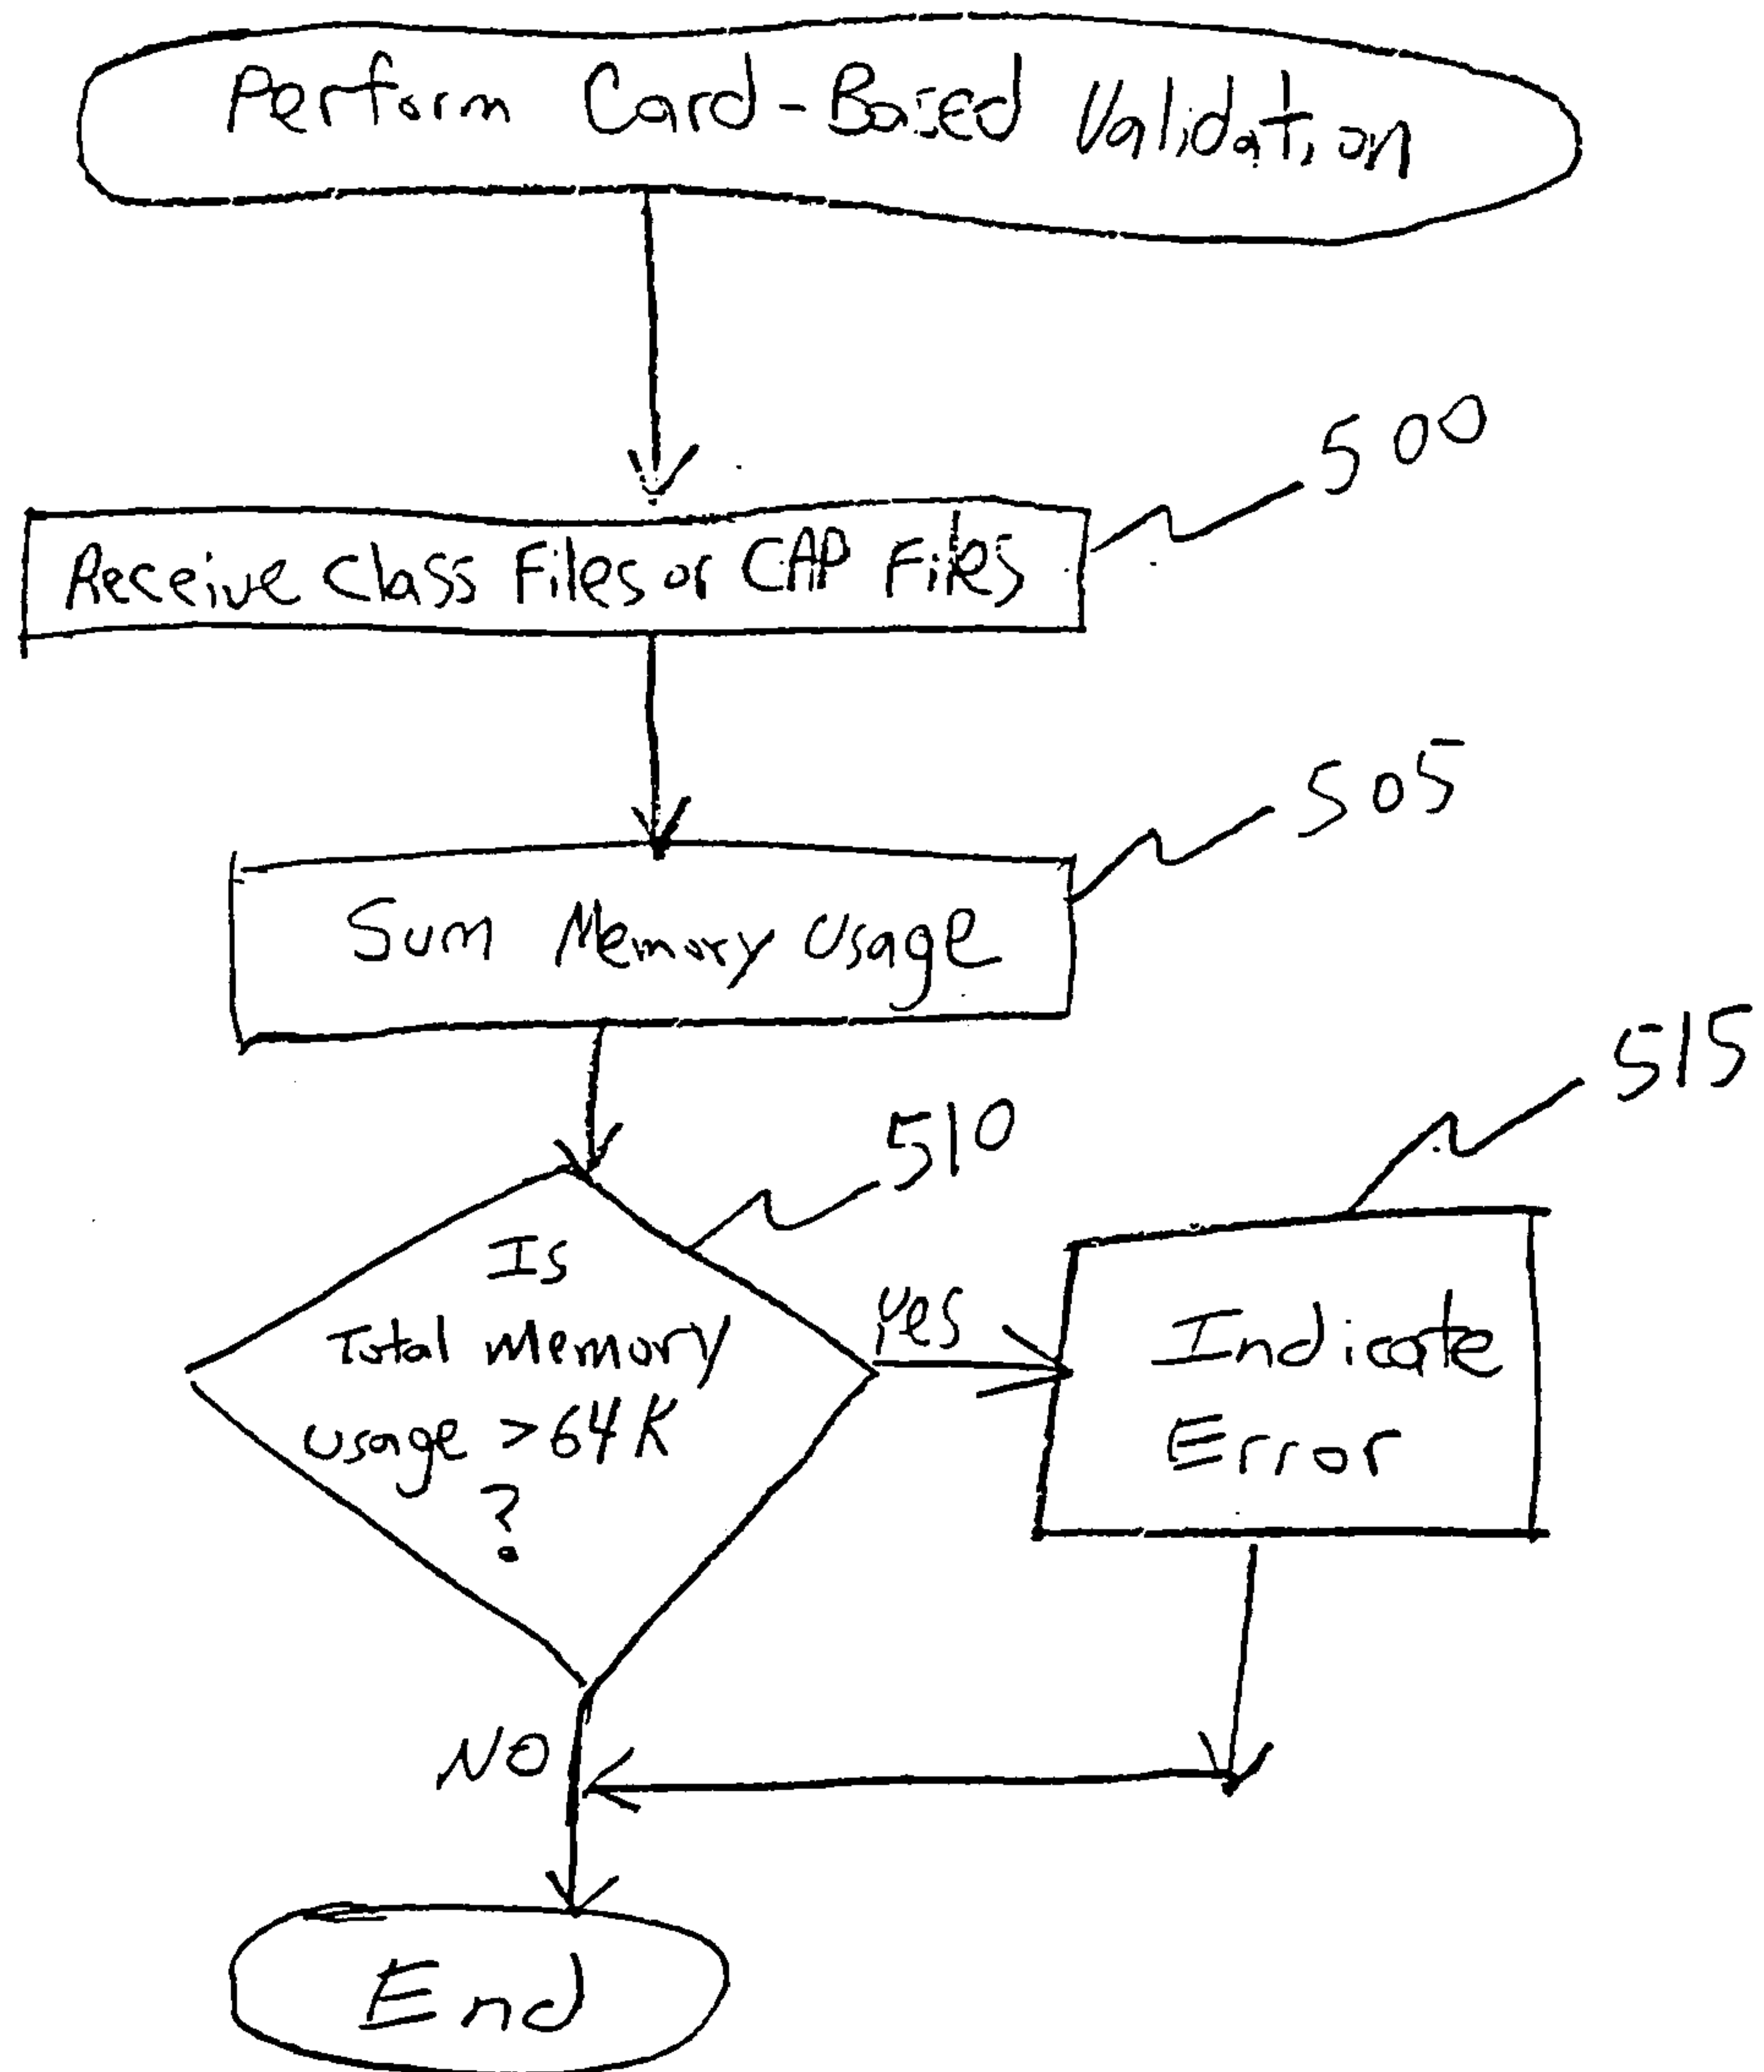 Perform Card-Based Validation
500
Receive Class Files or CAP Files
505
Sum Memory Usage
510
515
Is
Total Memory
usage >64K
?
yes
Indicate
Error
NO
End